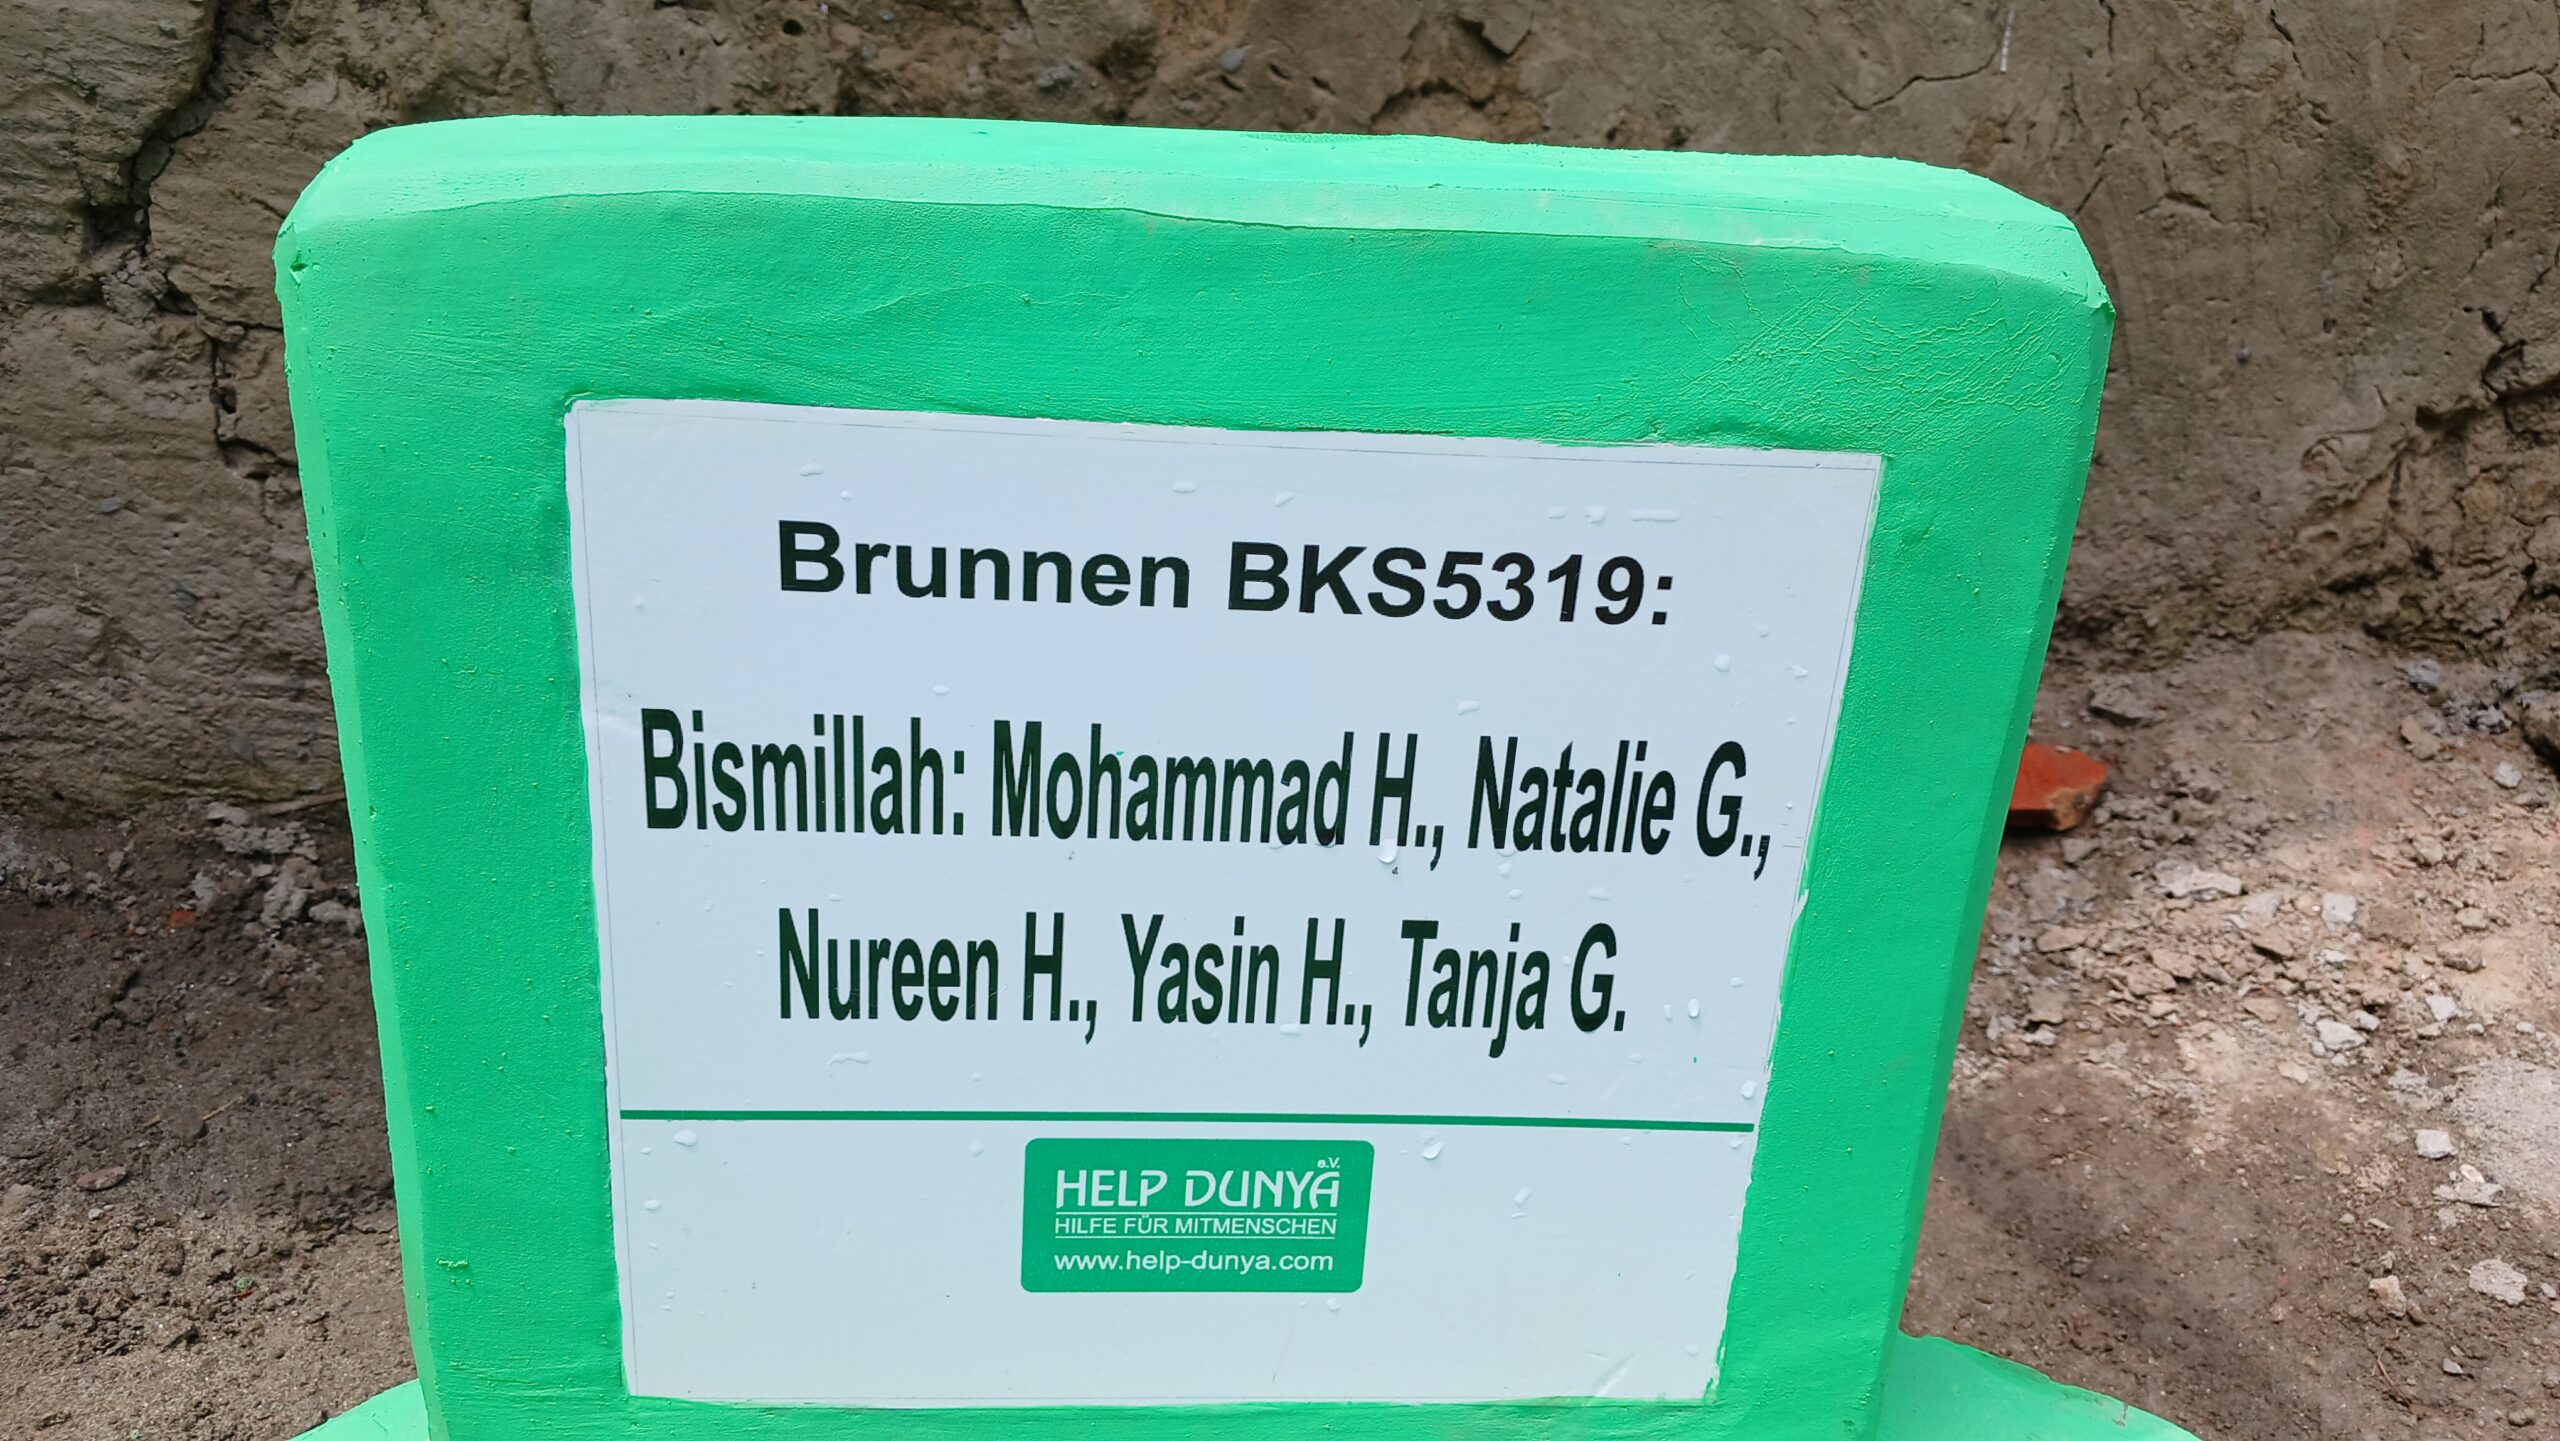 Brunnen BKS5319:
Bismillah: Mohammad H., Natalie G.,
Nureen H., Yasin H., Tanja G.
HELP DUNYA e.V.
HILFE FÜR MITMENSCHEN
www.help-dunya.com